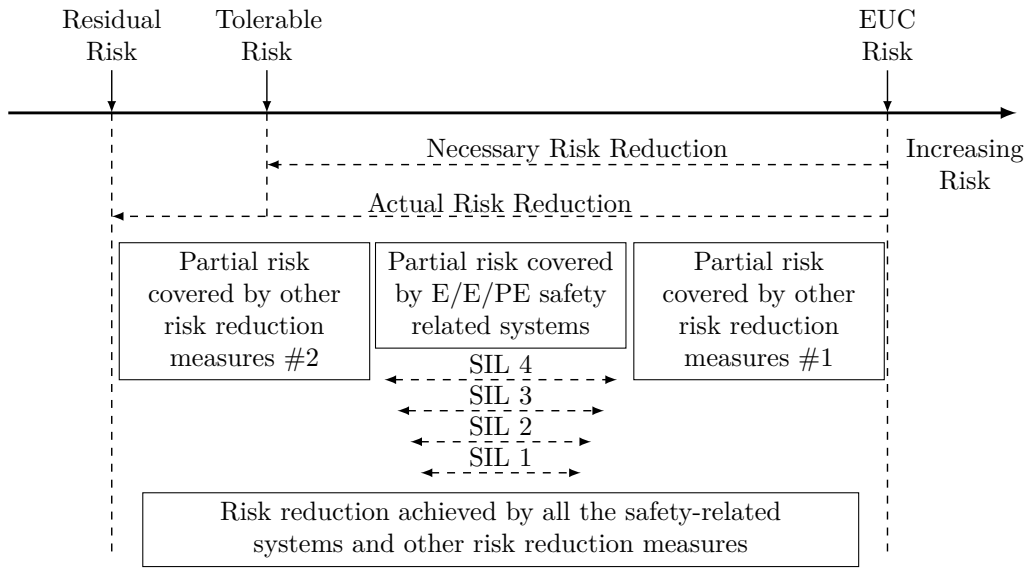 Residual
Risk
Tolerable
Risk
EUC
Risk
Necessary Risk Reduction
Increasing
Risk
Actual Risk Reduction
Partial risk
covered by other
risk reduction
measures #2
Partial risk covered
by E/E/PE safety
related systems
Partial risk
covered by other
risk reduction
measures #1
SIL 4
SIL 3
SIL 2
SIL 1
Risk reduction achieved by all the safety-related
systems and other risk reduction measures